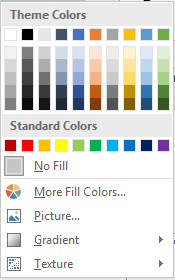 Theme Colors
Standard Colors
No Fill
More Fill Colors...
Picture...
Gradient
Texture